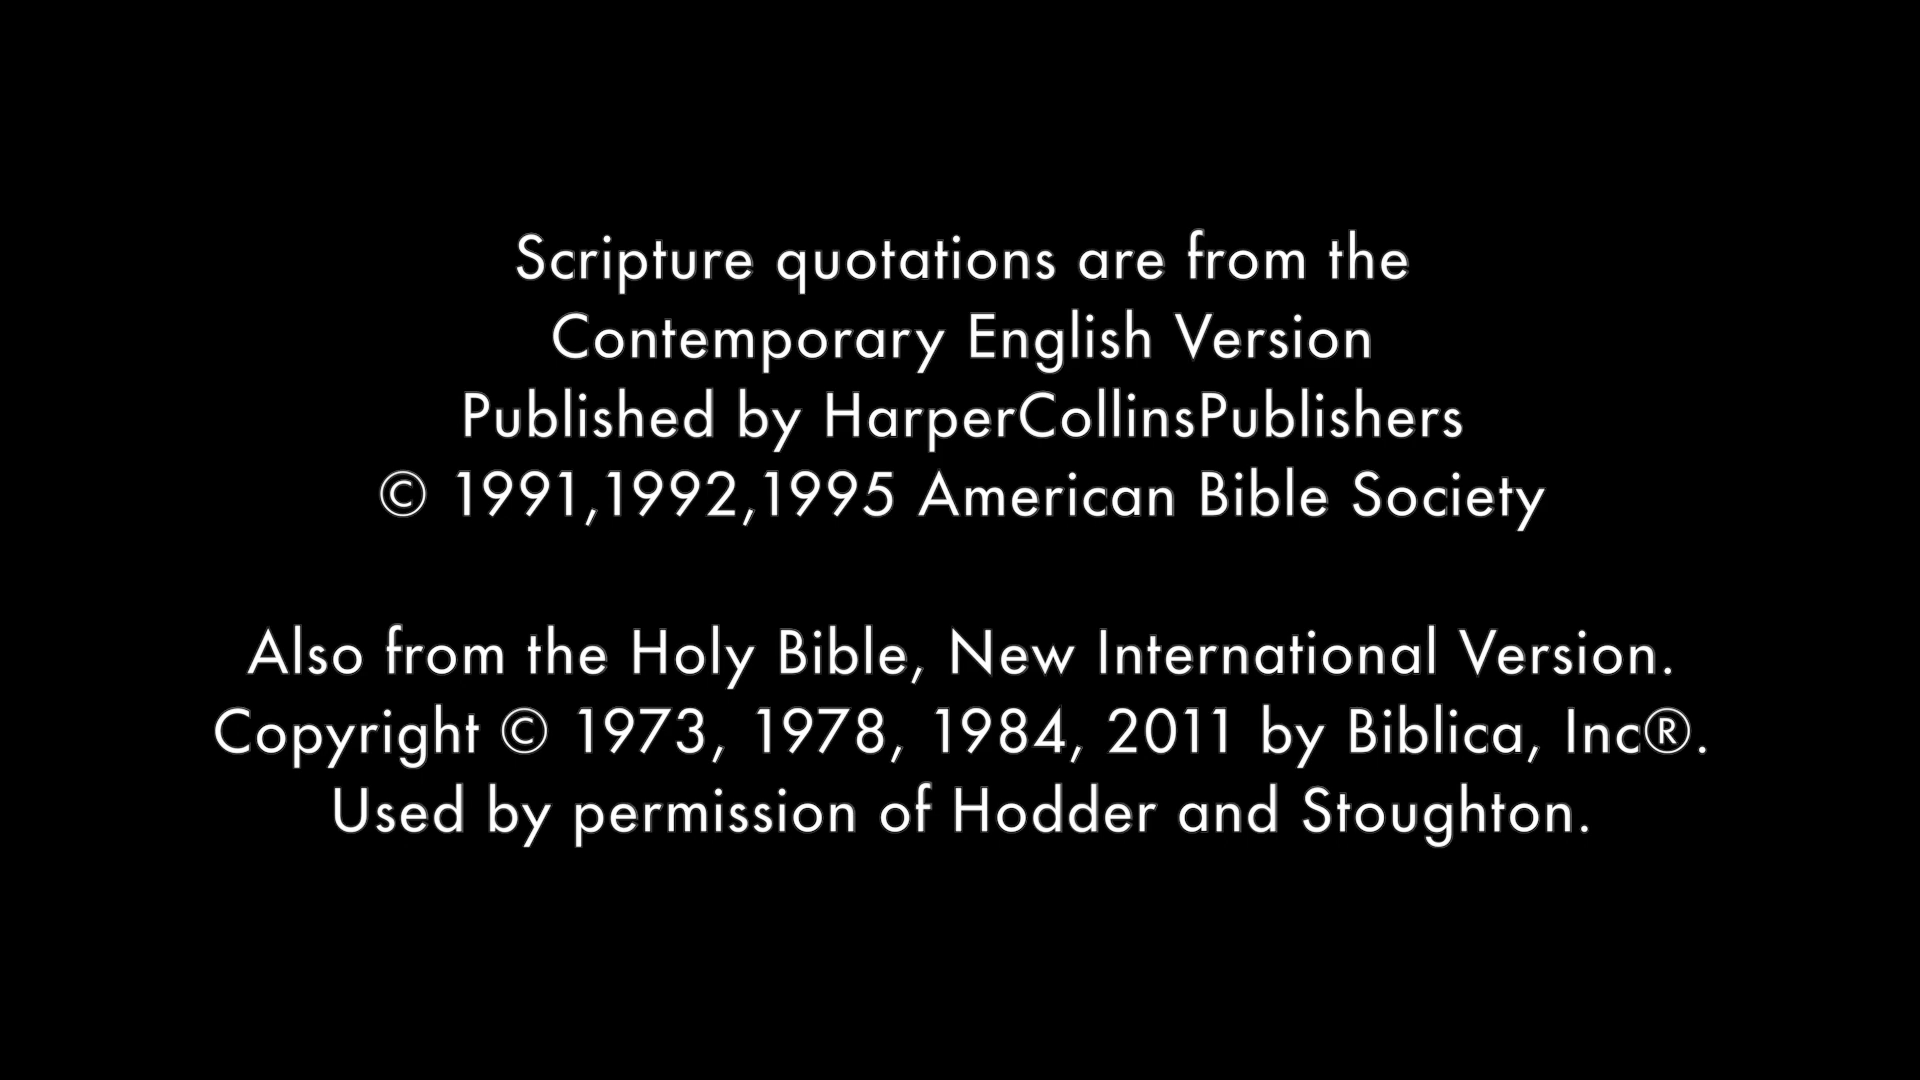 Scripture quotations are from the
Contemporary English Version
Published by HarperCollinsPublishers
© 1991,1992,1995 American Bible Society
Also from the Holy Bible, New International Version.
Copyright © 1973, 1978, 1984, 2011 by Biblica, Inc®.
Used by permission of Hodder and Stoughton.